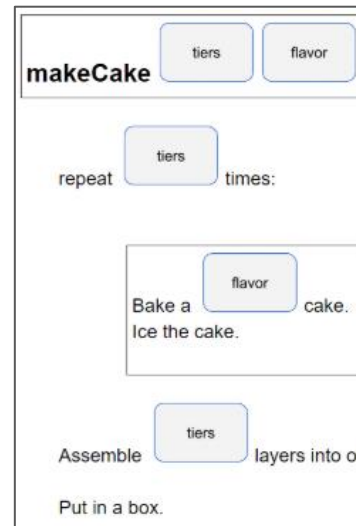 makeCake tiers flavor
repeat tiers times:
Bake a flavor cake.
Ice the cake.
Assemble tiers layers into o
Put in a box.